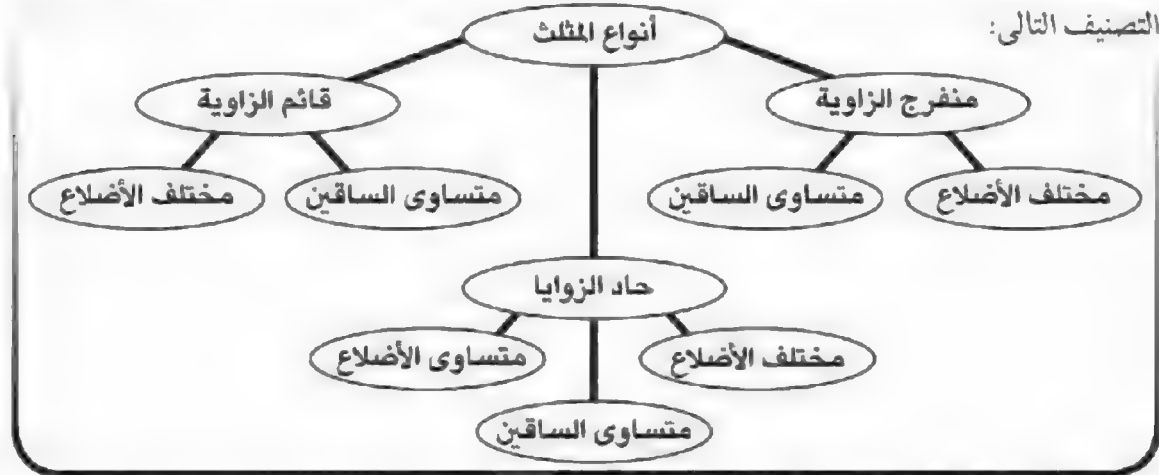 التصنيف التالى:
أنواع المثلث
منفرج الزاوية
قائم الزاوية
مختلف الأضلاع
متساوى الساقين
متساوى الساقين
مختلف الأضلاع
حاد الزوايا
مختلف الأضلاع
متساوى الأضلاع
متساوى الساقين